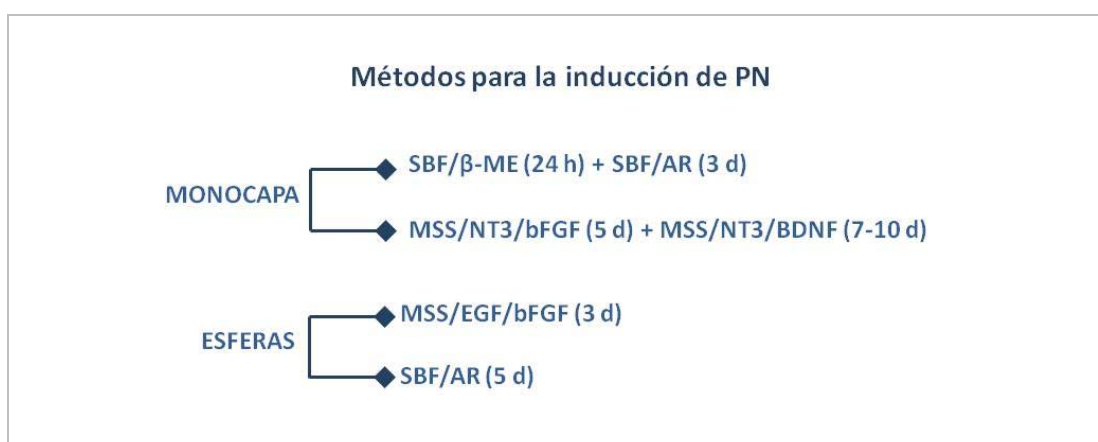 Métodos para la inducción de PN
MONOCAPA
SBF/β-ME (24 h) + SBF/AR (3 d)
MSS/NT3/bFGF (5 d) + MSS/NT3/BDNF (7-10 d)
ESFERAS
MSS/EGF/bFGF (3 d)
SBF/AR (5 d)